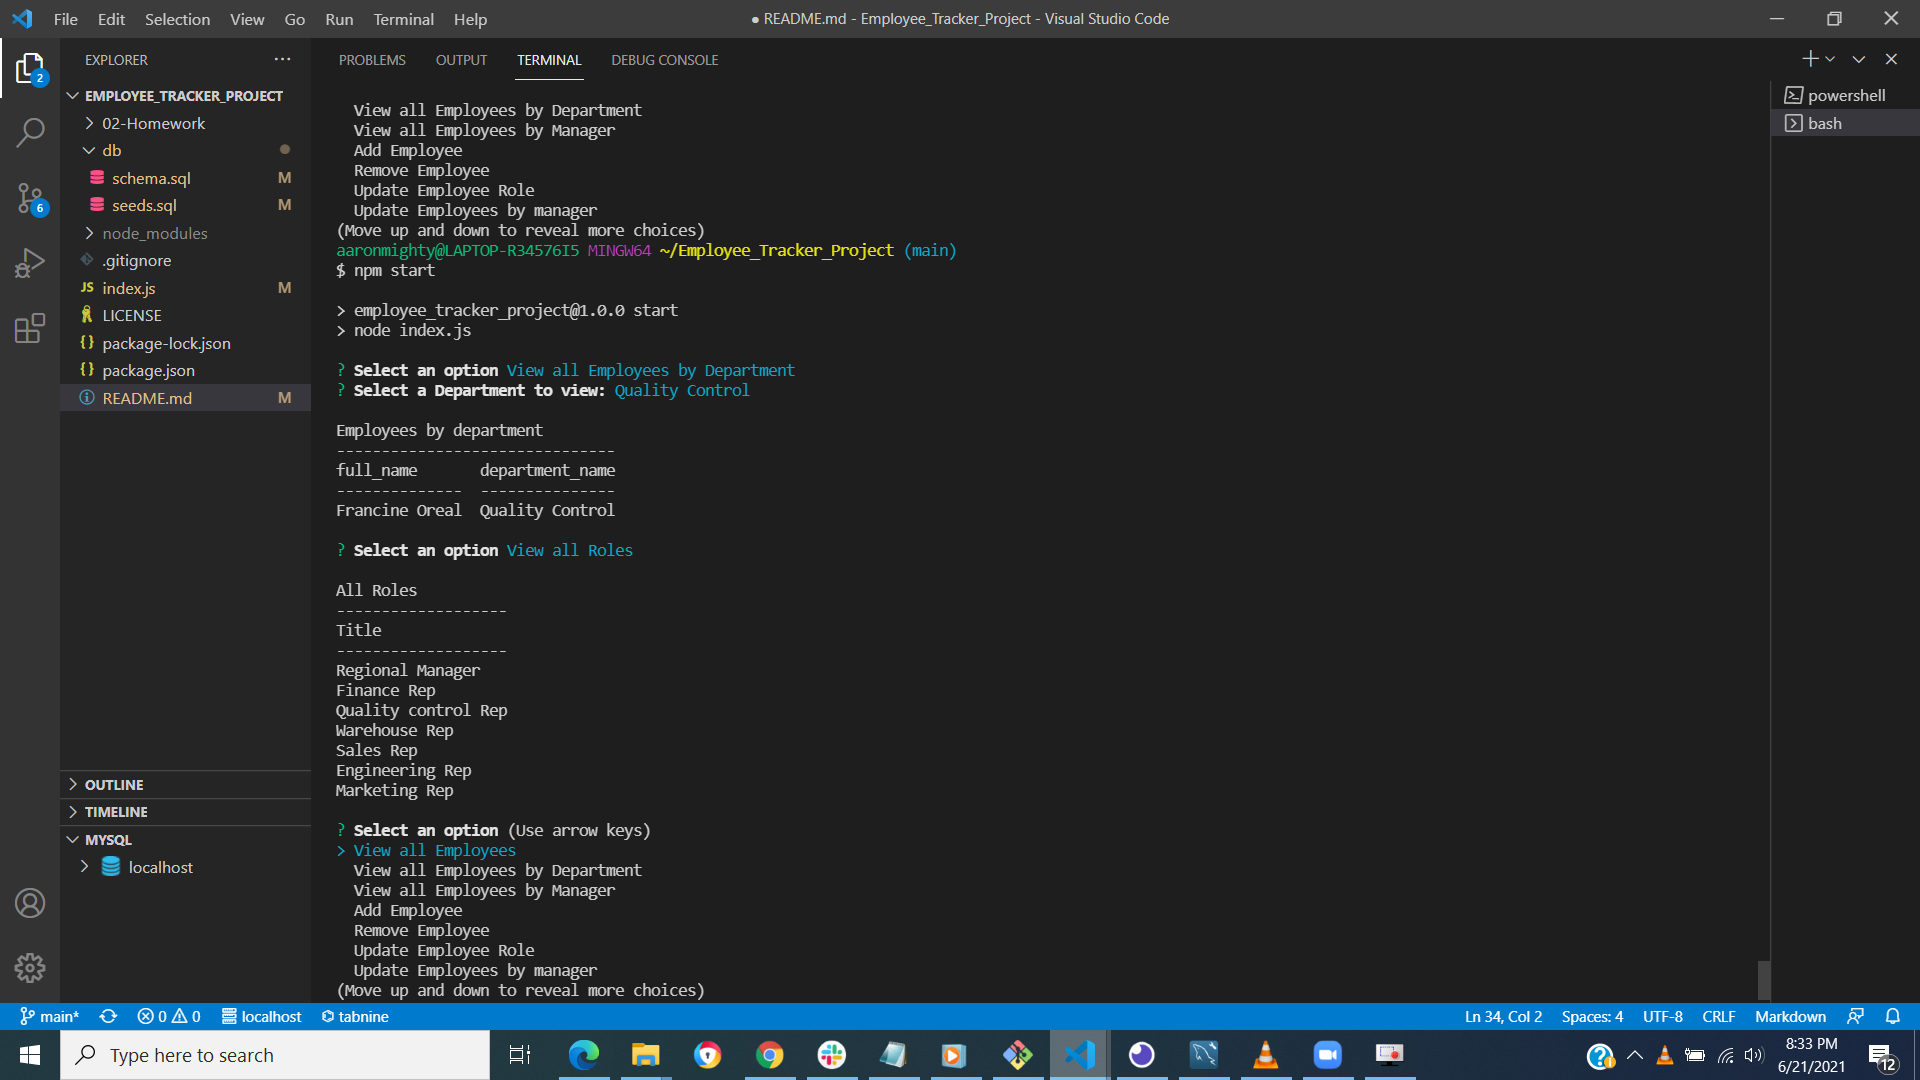 File Edit Selection View Go Run Terminal Help
● README.md - Employee_Tracker_Project - Visual Studio Code
EXPLORER
EMPLOYEE_TRACKER_PROJECT
02-Homework
db
schema.sql M
seeds.sql M
node_modules
.gitignore
JS index.js M
LICENSE
{} package-lock.json
{} package.json
README.md M
OUTLINE
TIMELINE
MYSQL
localhost
2
6
PROBLEMS OUTPUT TERMINAL DEBUG CONSOLE
powershell
bash
View all Employees by Department
View all Employees by Manager
Add Employee
Remove Employee
Update Employee Role
Update Employees by manager
(Move up and down to reveal more choices)
aaronmighty@LAPTOP-R34576I5 MINGW64 ~/Employee_Tracker_Project (main)
$ npm start
> employee_tracker_project@1.0.0 start
> node index.js
? Select an option View all Employees by Department
? Select a Department to view: Quality Control
Employees by department
-------------------------------
full_name       department_name
--------------  ---------------
Francine Oreal  Quality Control
? Select an option View all Roles
All Roles
-------------------
Title
-------------------
Regional Manager
Finance Rep
Quality control Rep
Warehouse Rep
Sales Rep
Engineering Rep
Marketing Rep
? Select an option (Use arrow keys)
> View all Employees
View all Employees by Department
View all Employees by Manager
Add Employee
Remove Employee
Update Employee Role
Update Employees by manager
(Move up and down to reveal more choices)
main* 0 0 localhost tabnine
Ln 34, Col 2 Spaces: 4 UTF-8 CRLF Markdown
Type here to search
8:33 PM
6/21/2021
12